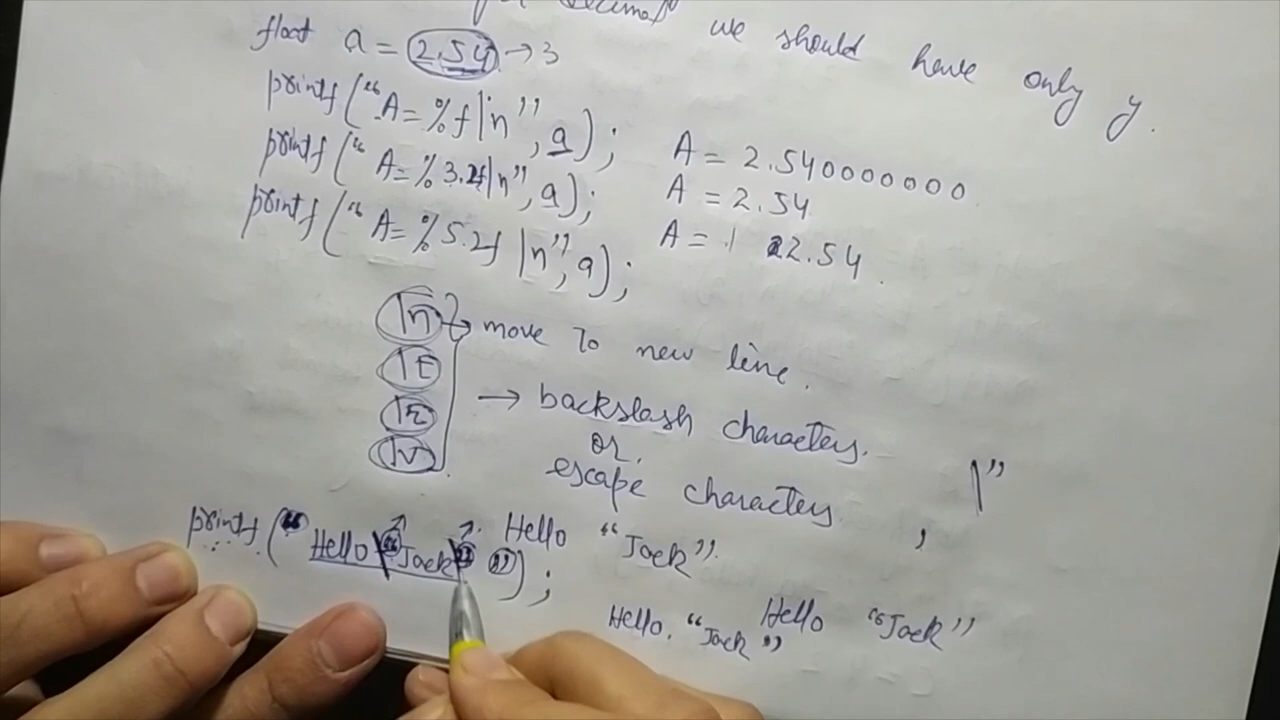 for decimal we should have only y.
float a = 2.54 → 3
printf ("A= %f\n", a); A = 2.540000000
printf ("A=%3.2f\n", a); A = 2.54
printf ("A= %5.2f \n", a); A = 22.54
\n → move to new line.
\t
→ backslash characters.
\r or
\v escape characters , \"
printf ("Hello \"Jack\" "); Hello "Jack".
Hello. "Jack" Hello "Jack"